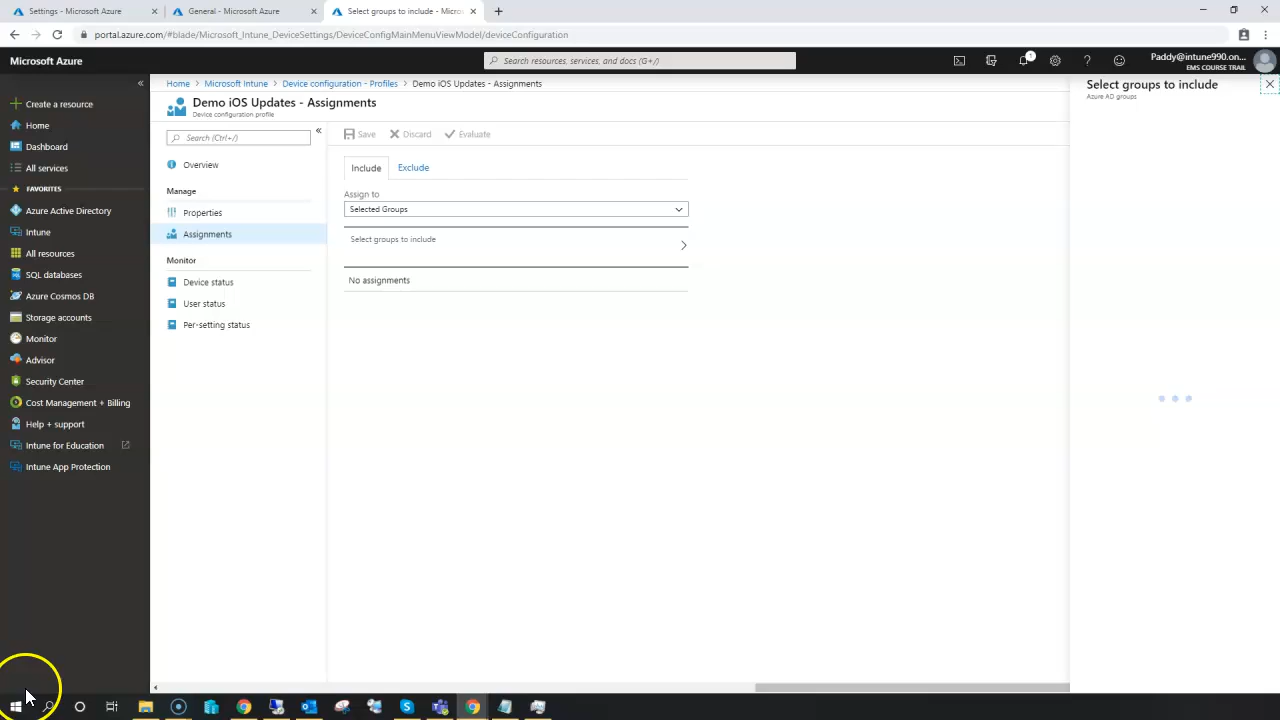 Settings - Microsoft Azure
General - Microsoft Azure
Select groups to include - Micros
portal.azure.com/#blade/Microsoft_Intune_DeviceSettings/DeviceConfigMainMenuViewModel/deviceConfiguration
Microsoft Azure
Search resources, services, and docs (G+/)
1
Paddy@intune990.on...
EMS COURSE TRAIL
Create a resource
Home
Dashboard
All services
FAVORITES
Azure Active Directory
Intune
All resources
SQL databases
Azure Cosmos DB
Storage accounts
Monitor
Advisor
Security Center
Cost Management + Billing
Help + support
Intune for Education
Intune App Protection
Home > Microsoft Intune > Device configuration - Profiles > Demo iOS Updates - Assignments
Demo iOS Updates - Assignments
Device configuration profile
Search (Ctrl+/)
Overview
Manage
Properties
Assignments
Monitor
Device status
User status
Per-setting status
Save Discard Evaluate
Include Exclude
Assign to
Selected Groups
Select groups to include
No assignments
Select groups to include
Azure AD groups